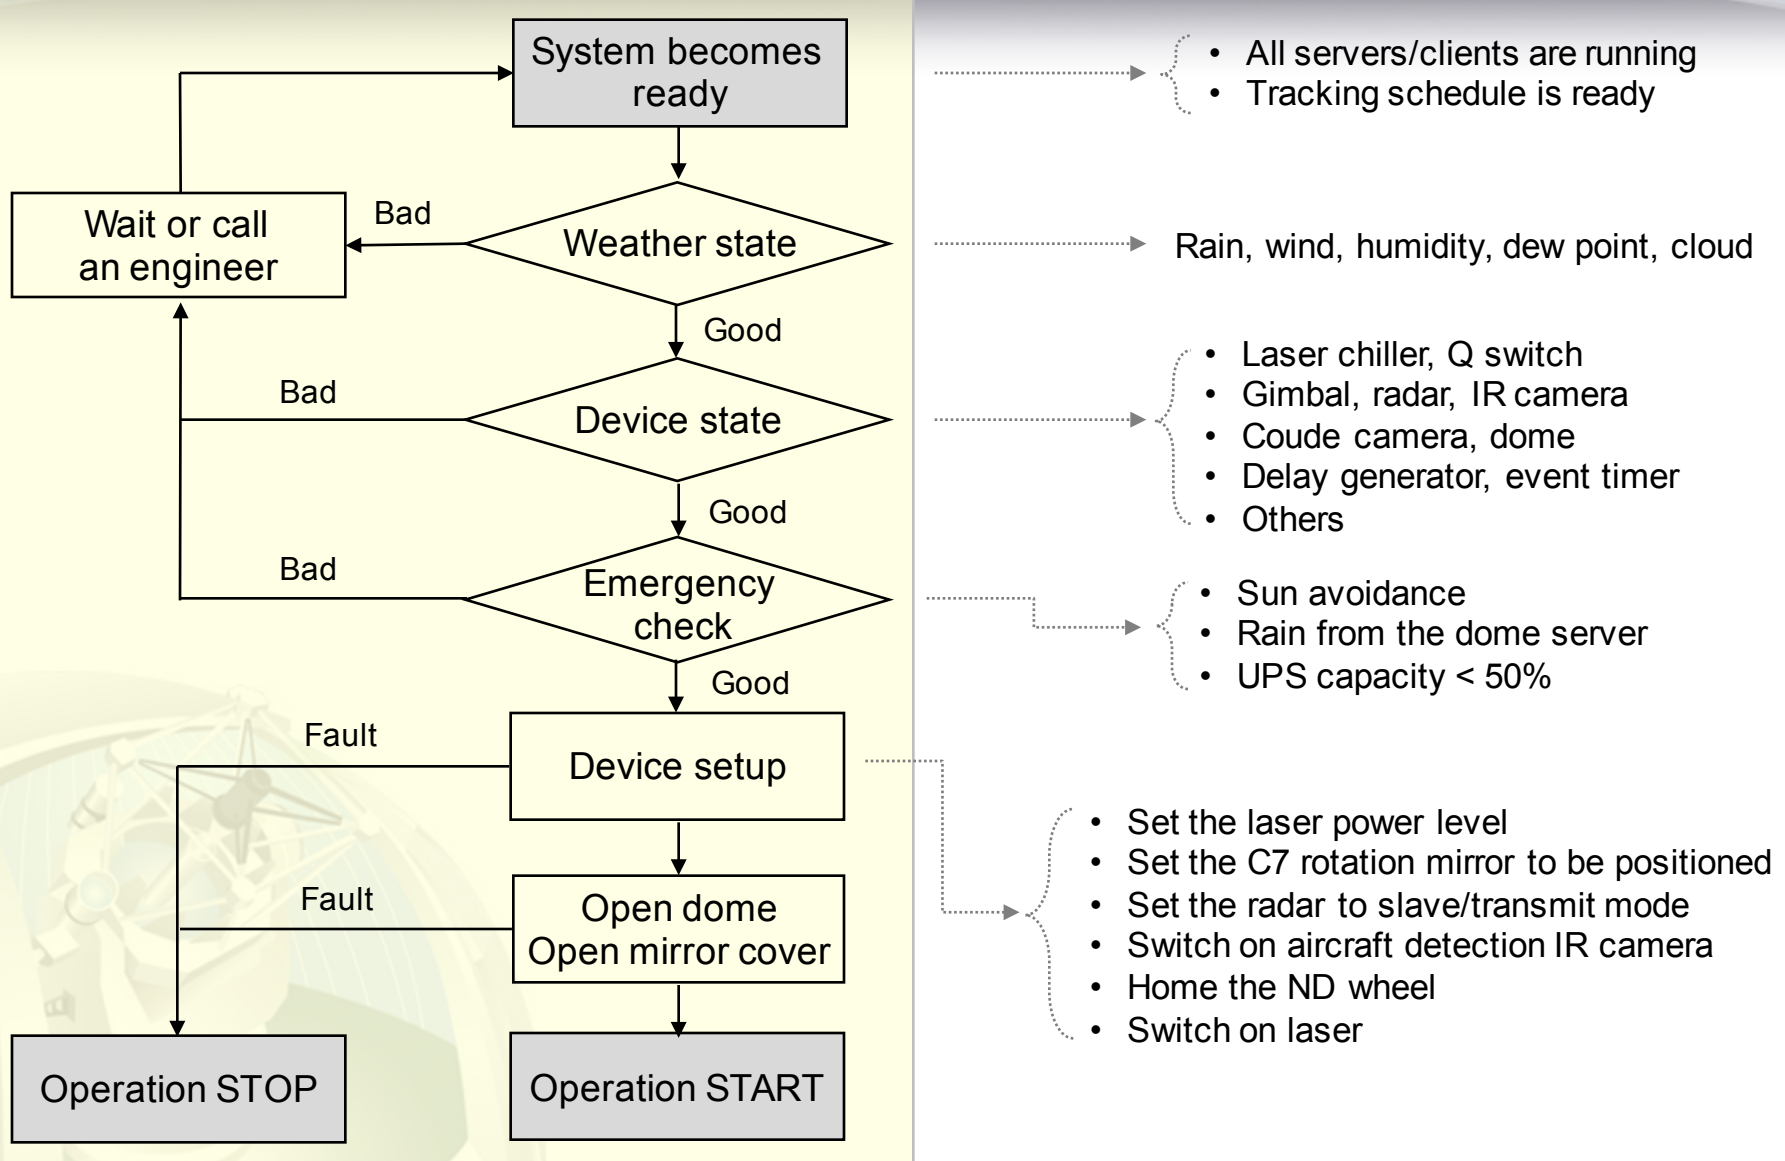 System becomes
ready
• All servers/clients are running
• Tracking schedule is ready
Wait or call
an engineer
Bad
Weather state
Rain, wind, humidity, dew point, cloud
Good
Bad
Device state
• Laser chiller, Q switch
• Gimbal, radar, IR camera
• Coude camera, dome
• Delay generator, event timer
• Others
Good
Bad
Emergency
check
• Sun avoidance
• Rain from the dome server
• UPS capacity < 50%
Good
Fault
Device setup
• Set the laser power level
• Set the C7 rotation mirror to be positioned
• Set the radar to slave/transmit mode
• Switch on aircraft detection IR camera
• Home the ND wheel
• Switch on laser
Fault
Open dome
Open mirror cover
Operation STOP
Operation START